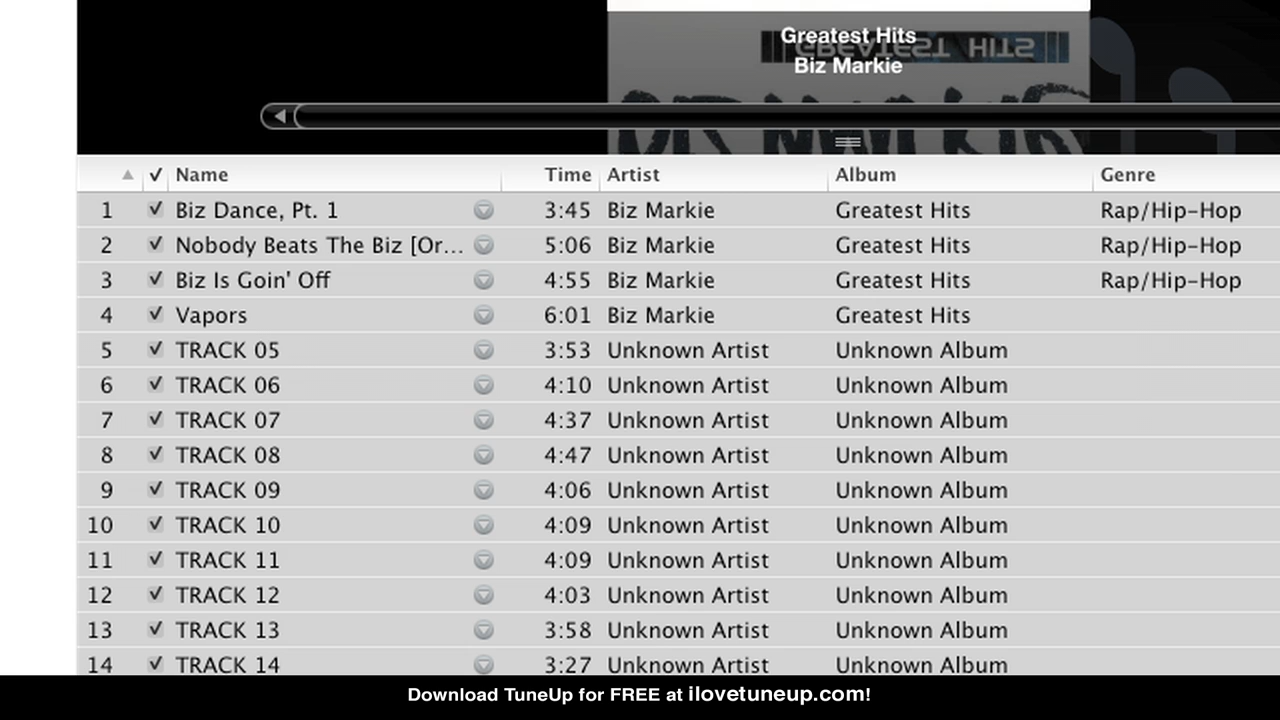 Greatest Hits
GREATEST HITS
Biz Markie
✓ Name Time Artist Album Genre
1 ✓ Biz Dance, Pt. 1 3:45 Biz Markie Greatest Hits Rap/Hip-Hop
2 ✓ Nobody Beats The Biz [Or... 5:06 Biz Markie Greatest Hits Rap/Hip-Hop
3 ✓ Biz Is Goin' Off 4:55 Biz Markie Greatest Hits Rap/Hip-Hop
4 ✓ Vapors 6:01 Biz Markie Greatest Hits
5 ✓ TRACK 05 3:53 Unknown Artist Unknown Album
6 ✓ TRACK 06 4:10 Unknown Artist Unknown Album
7 ✓ TRACK 07 4:37 Unknown Artist Unknown Album
8 ✓ TRACK 08 4:47 Unknown Artist Unknown Album
9 ✓ TRACK 09 4:06 Unknown Artist Unknown Album
10 ✓ TRACK 10 4:09 Unknown Artist Unknown Album
11 ✓ TRACK 11 4:09 Unknown Artist Unknown Album
12 ✓ TRACK 12 4:03 Unknown Artist Unknown Album
13 ✓ TRACK 13 3:58 Unknown Artist Unknown Album
14 ✓ TRACK 14 3:27 Unknown Artist Unknown Album
Download TuneUp for FREE at ilovetuneup.com!